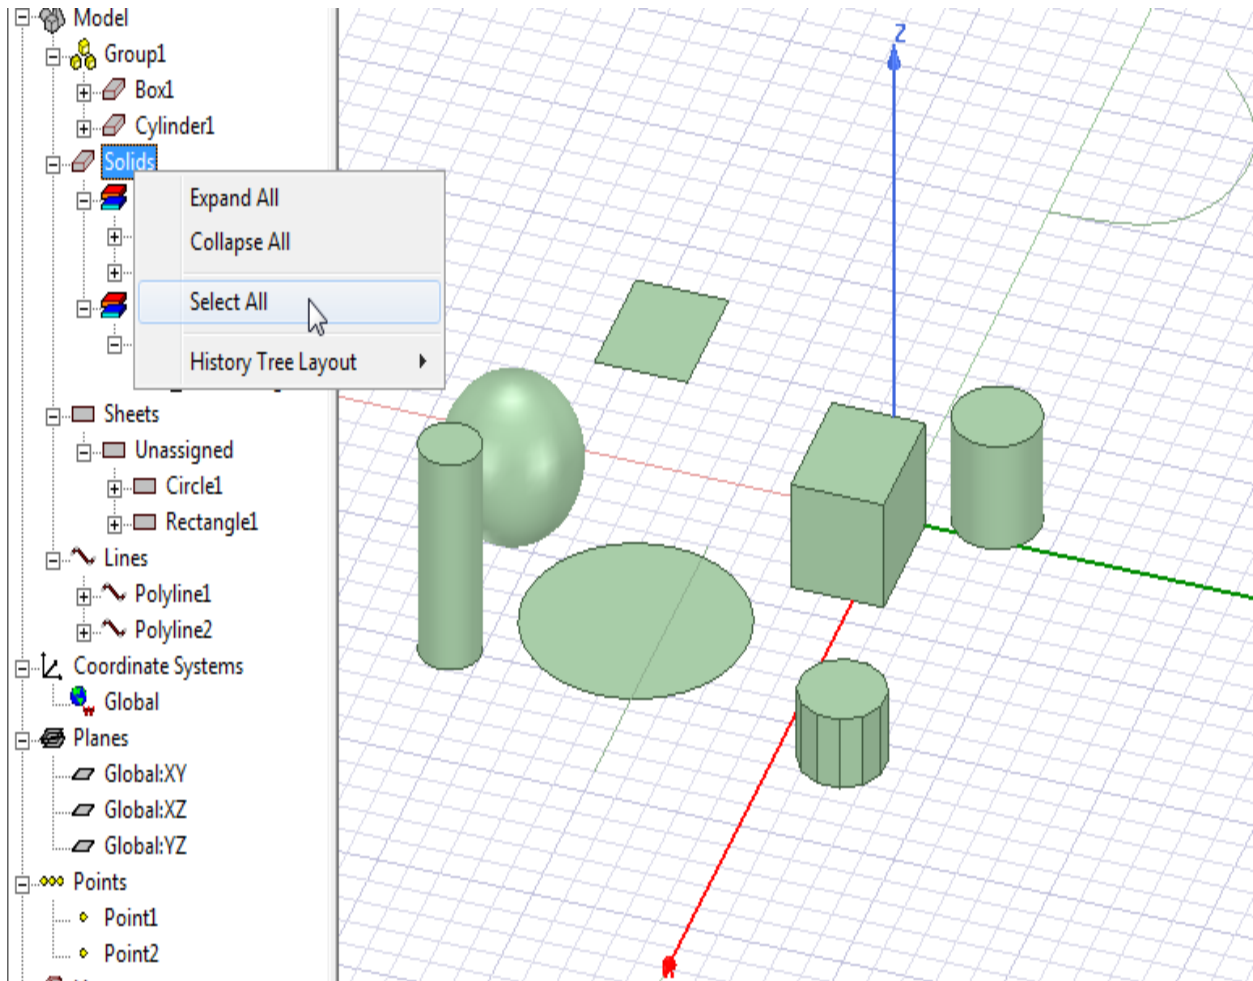 Model
Group1
Box1
Cylinder1
Solids
Expand All
Collapse All
Select All
History Tree Layout
Sheets
Unassigned
Circle1
Rectangle1
Lines
Polyline1
Polyline2
Coordinate Systems
Global
Planes
Global:XY
Global:XZ
Global:YZ
Points
Point1
Point2
Z